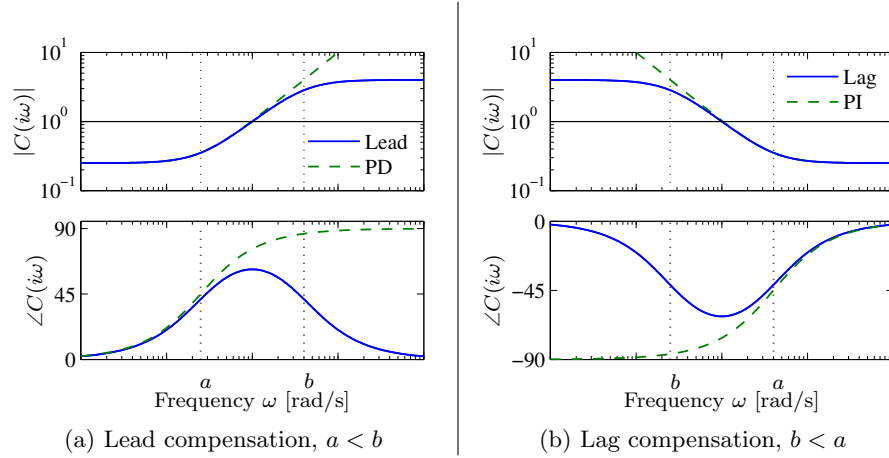 10^1
10^0
10^{-1}
|C(iω)|
Lead
PD
90
45
0
∠C(iω)
a
b
Frequency ω [rad/s]
(a) Lead compensation, a < b
10^1
10^0
10^{-1}
|C(iω)|
Lag
PI
0
−45
−90
∠C(iω)
b
a
Frequency ω [rad/s]
(b) Lag compensation, b < a